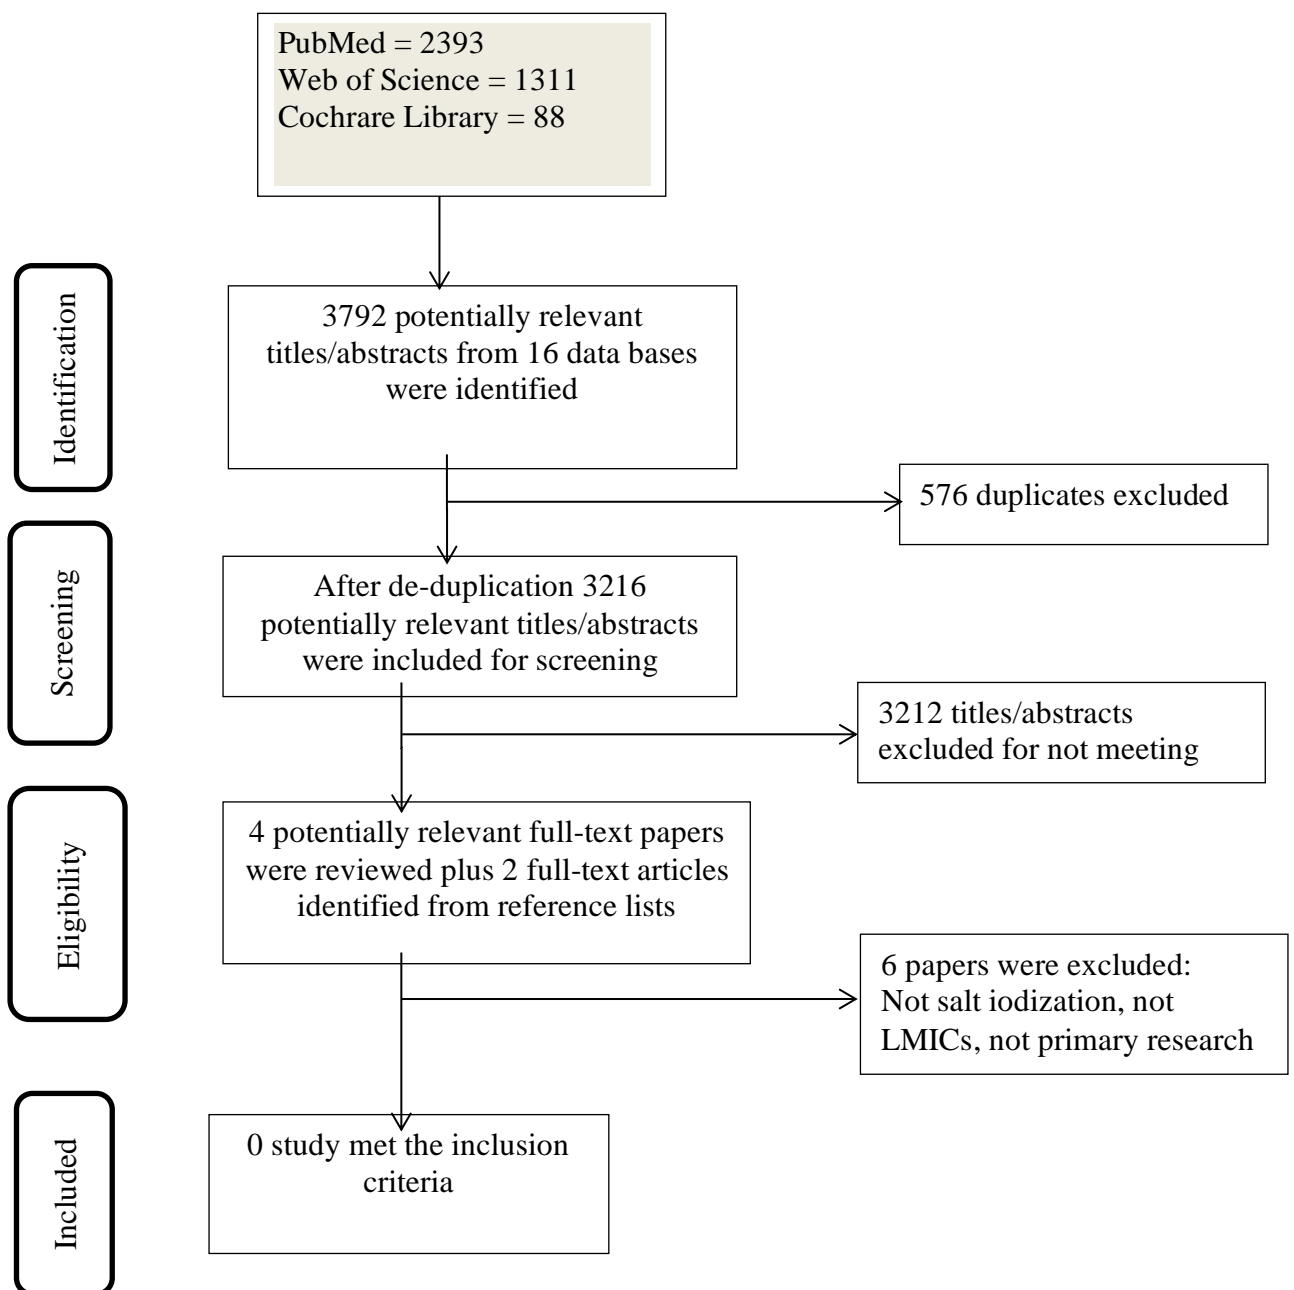 PubMed = 2393
Web of Science = 1311
Cochrare Library = 88
Identification
3792 potentially relevant
titles/abstracts from 16 data bases
were identified
576 duplicates excluded
Screening
After de-duplication 3216
potentially relevant titles/abstracts
were included for screening
3212 titles/abstracts
excluded for not meeting
Eligibility
4 potentially relevant full-text papers
were reviewed plus 2 full-text articles
identified from reference lists
6 papers were excluded:
Not salt iodization, not
LMICs, not primary research
Included
0 study met the inclusion
criteria